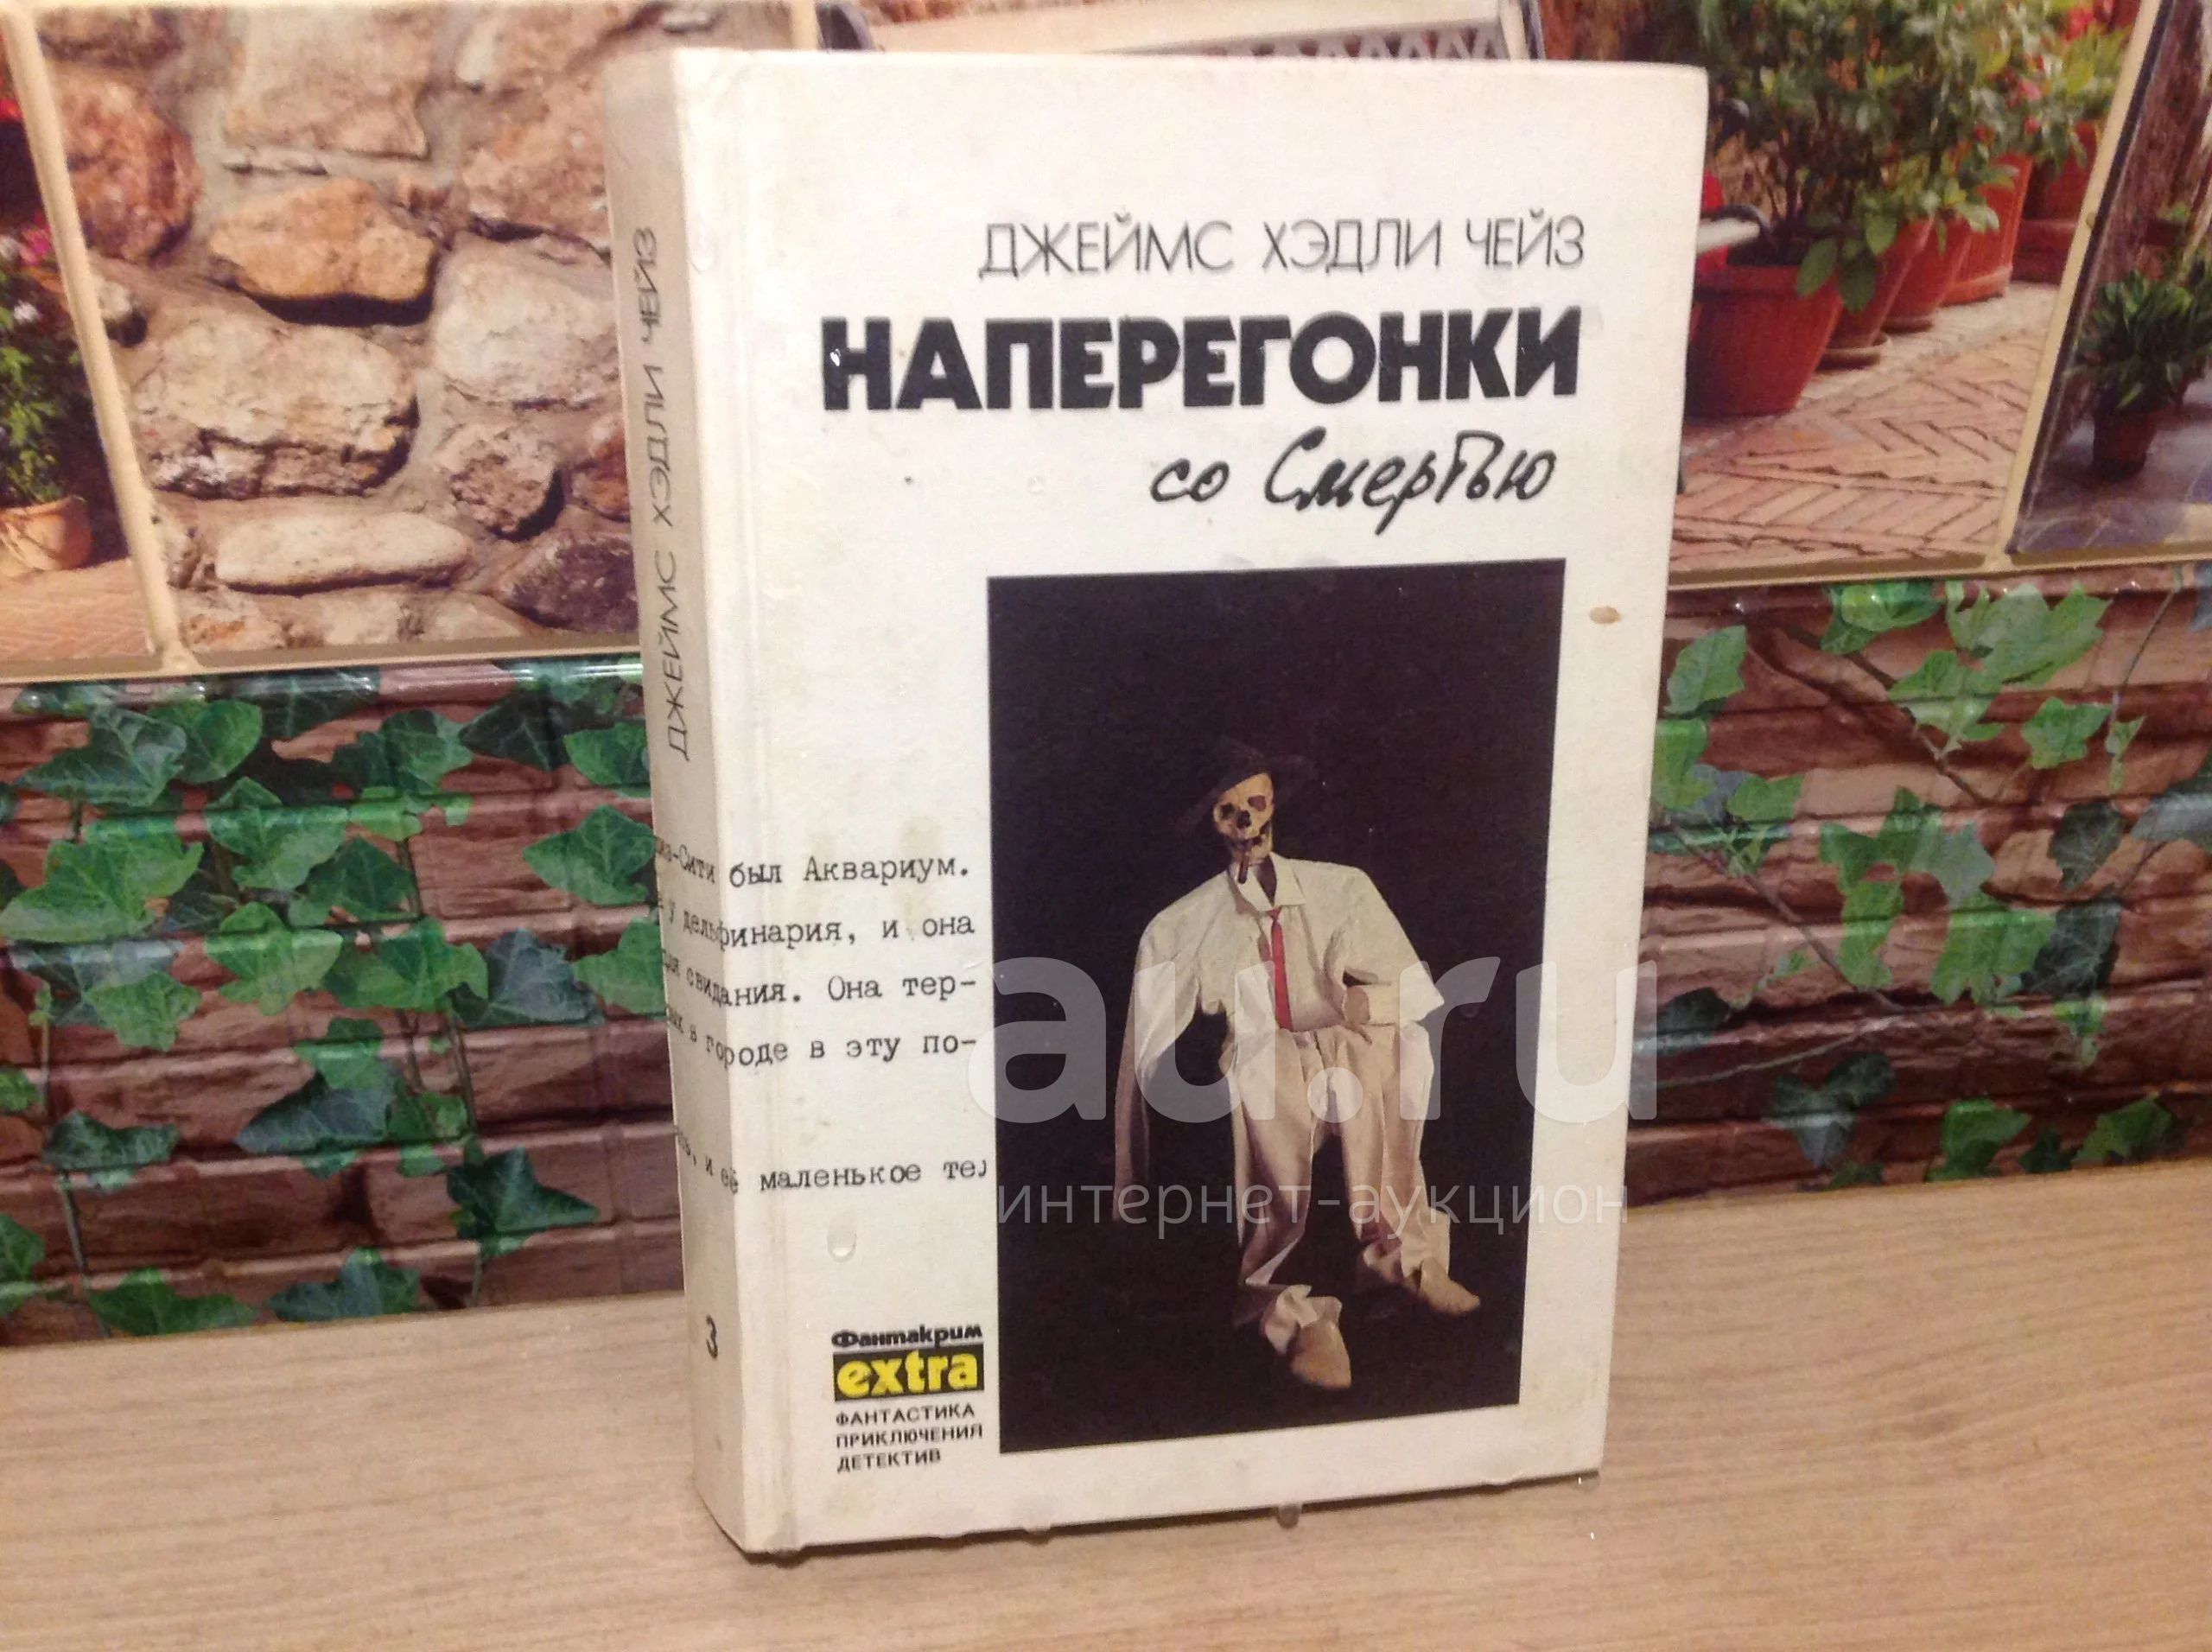 ДЖЕЙМС ХЭДЛИ ЧЕЙЗ
НАПЕРЕГОНКИ
со Смертью
ДЖЕЙМС ХЭДЛИ ЧЕЙЗ
-Сити был Аквариум.
у дельфинария, и она
свидания. Она тер-
в городе в эту по-
и её маленькое тел
3
Фантакрим
extra
ФАНТАСТИКА
ПРИКЛЮЧЕНИЯ
ДЕТЕКТИВ
au.ru
интернет-аукцион